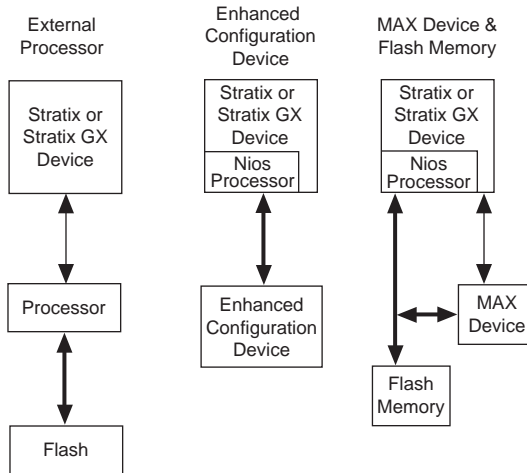 External
Processor
Stratix or
Stratix GX
Device
Processor
Flash
Enhanced
Configuration
Device
Stratix or
Stratix GX
Device
Nios
Processor
Enhanced
Configuration
Device
MAX Device &
Flash Memory
Stratix or
Stratix GX
Device
Nios
Processor
MAX
Device
Flash
Memory